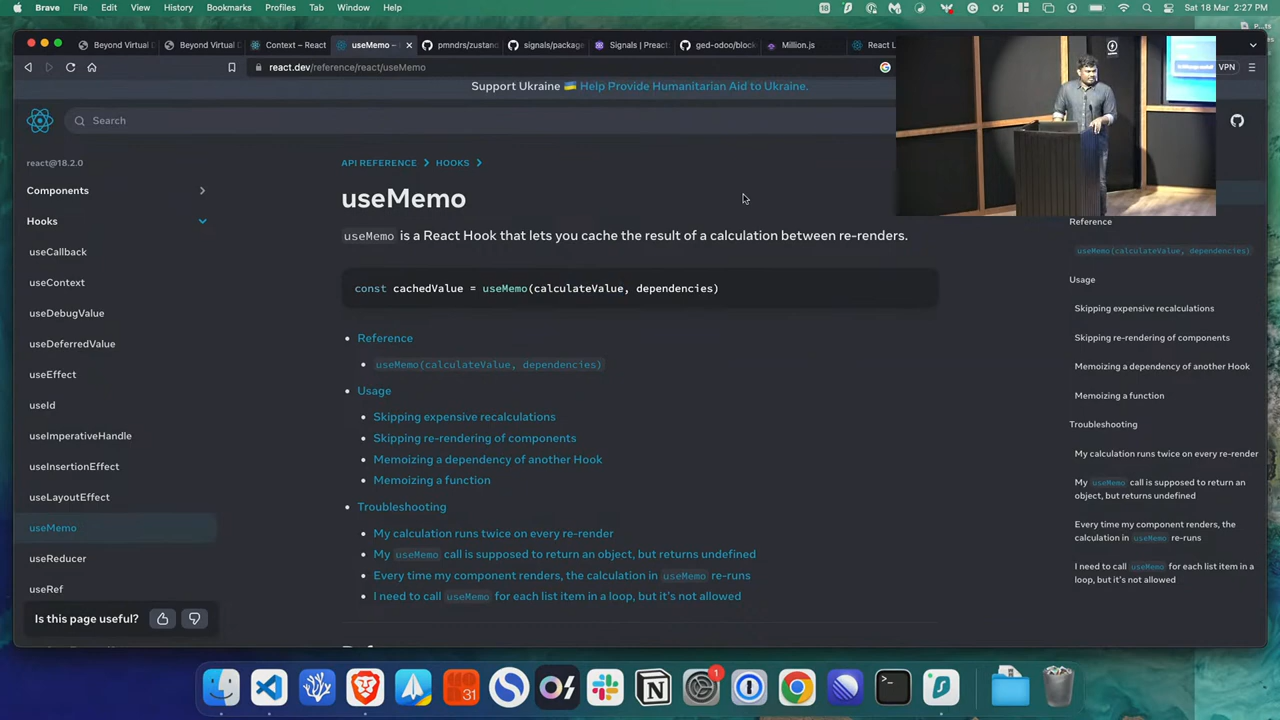 Brave File Edit View History Bookmarks Profiles Tab Window Help
18 Sat 18 Mar 2:27 PM
Beyond Virtual D
Beyond Virtual D
Context – React
useMemo –
pmndrs/zustand
signals/package
Signals | Preact
ged-odoo/block
Million.js
React L
react.dev/reference/react/useMemo
VPN
Support Ukraine 🇺🇦 Help Provide Humanitarian Aid to Ukraine.
Search
react@18.2.0
Components
Hooks
useCallback
useContext
useDebugValue
useDeferredValue
useEffect
useId
useImperativeHandle
useInsertionEffect
useLayoutEffect
useMemo
useReducer
useRef
Is this page useful?
API REFERENCE
HOOKS
useMemo
useMemo is a React Hook that lets you cache the result of a calculation between re-renders.
const cachedValue = useMemo(calculateValue, dependencies)
Reference
useMemo(calculateValue, dependencies)
Usage
Skipping expensive recalculations
Skipping re-rendering of components
Memoizing a dependency of another Hook
Memoizing a function
Troubleshooting
My calculation runs twice on every re-render
My useMemo call is supposed to return an object, but returns undefined
Every time my component renders, the calculation in useMemo re-runs
I need to call useMemo for each list item in a loop, but it's not allowed
Reference
useMemo(calculateValue, dependencies)
Usage
Skipping expensive recalculations
Skipping re-rendering of components
Memoizing a dependency of another Hook
Memoizing a function
Troubleshooting
My calculation runs twice on every re-render
My useMemo call is supposed to return an
object, but returns undefined
Every time my component renders, the
calculation in useMemo re-runs
I need to call useMemo for each list item in a
loop, but it's not allowed
31
1